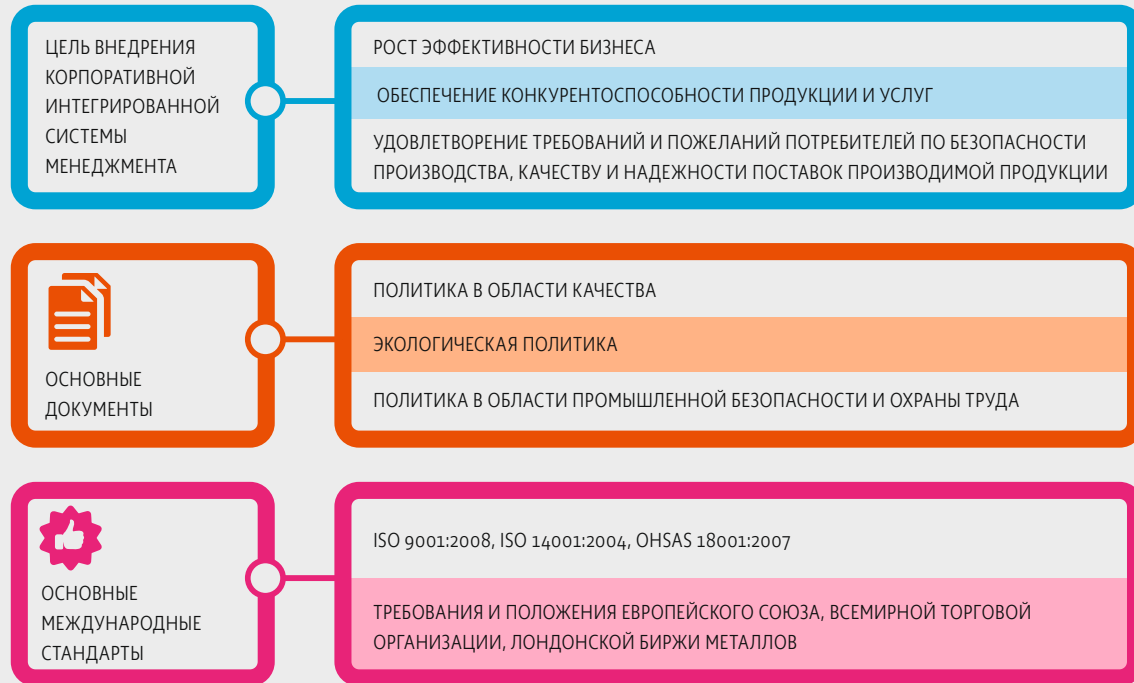 ЦЕЛЬ ВНЕДРЕНИЯ
КОРПОРАТИВНОЙ
ИНТЕГРИРОВАННОЙ
СИСТЕМЫ
МЕНЕДЖМЕНТА
РОСТ ЭФФЕКТИВНОСТИ БИЗНЕСА
ОБЕСПЕЧЕНИЕ КОНКУРЕНТОСПОСОБНОСТИ ПРОДУКЦИИ И УСЛУГ
УДОВЛЕТВОРЕНИЕ ТРЕБОВАНИЙ И ПОЖЕЛАНИЙ ПОТРЕБИТЕЛЕЙ ПО БЕЗОПАСНОСТИ
ПРОИЗВОДСТВА, КАЧЕСТВУ И НАДЕЖНОСТИ ПОСТАВОК ПРОИЗВОДИМОЙ ПРОДУКЦИИ
ОСНОВНЫЕ
ДОКУМЕНТЫ
ПОЛИТИКА В ОБЛАСТИ КАЧЕСТВА
ЭКОЛОГИЧЕСКАЯ ПОЛИТИКА
ПОЛИТИКА В ОБЛАСТИ ПРОМЫШЛЕННОЙ БЕЗОПАСНОСТИ И ОХРАНЫ ТРУДА
ОСНОВНЫЕ
МЕЖДУНАРОДНЫЕ
СТАНДАРТЫ
ISO 9001:2008, ISO 14001:2004, OHSAS 18001:2007
ТРЕБОВАНИЯ И ПОЛОЖЕНИЯ ЕВРОПЕЙСКОГО СОЮЗА, ВСЕМИРНОЙ ТОРГОВОЙ
ОРГАНИЗАЦИИ, ЛОНДОНСКОЙ БИРЖИ МЕТАЛЛОВ